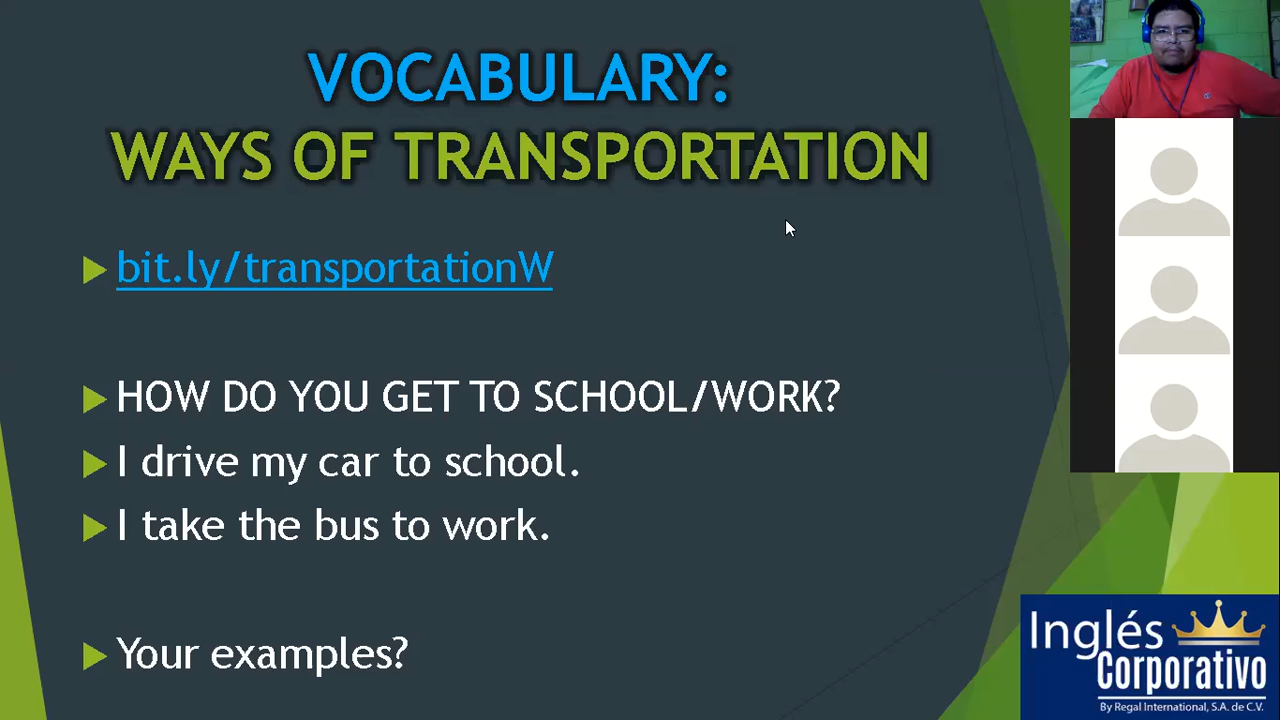 VOCABULARY:
WAYS OF TRANSPORTATION
bit.ly/transportationW
HOW DO YOU GET TO SCHOOL/WORK?
I drive my car to school.
I take the bus to work.
Your examples?
Inglés
Corporativo
By Regal International, S.A. de C.V.